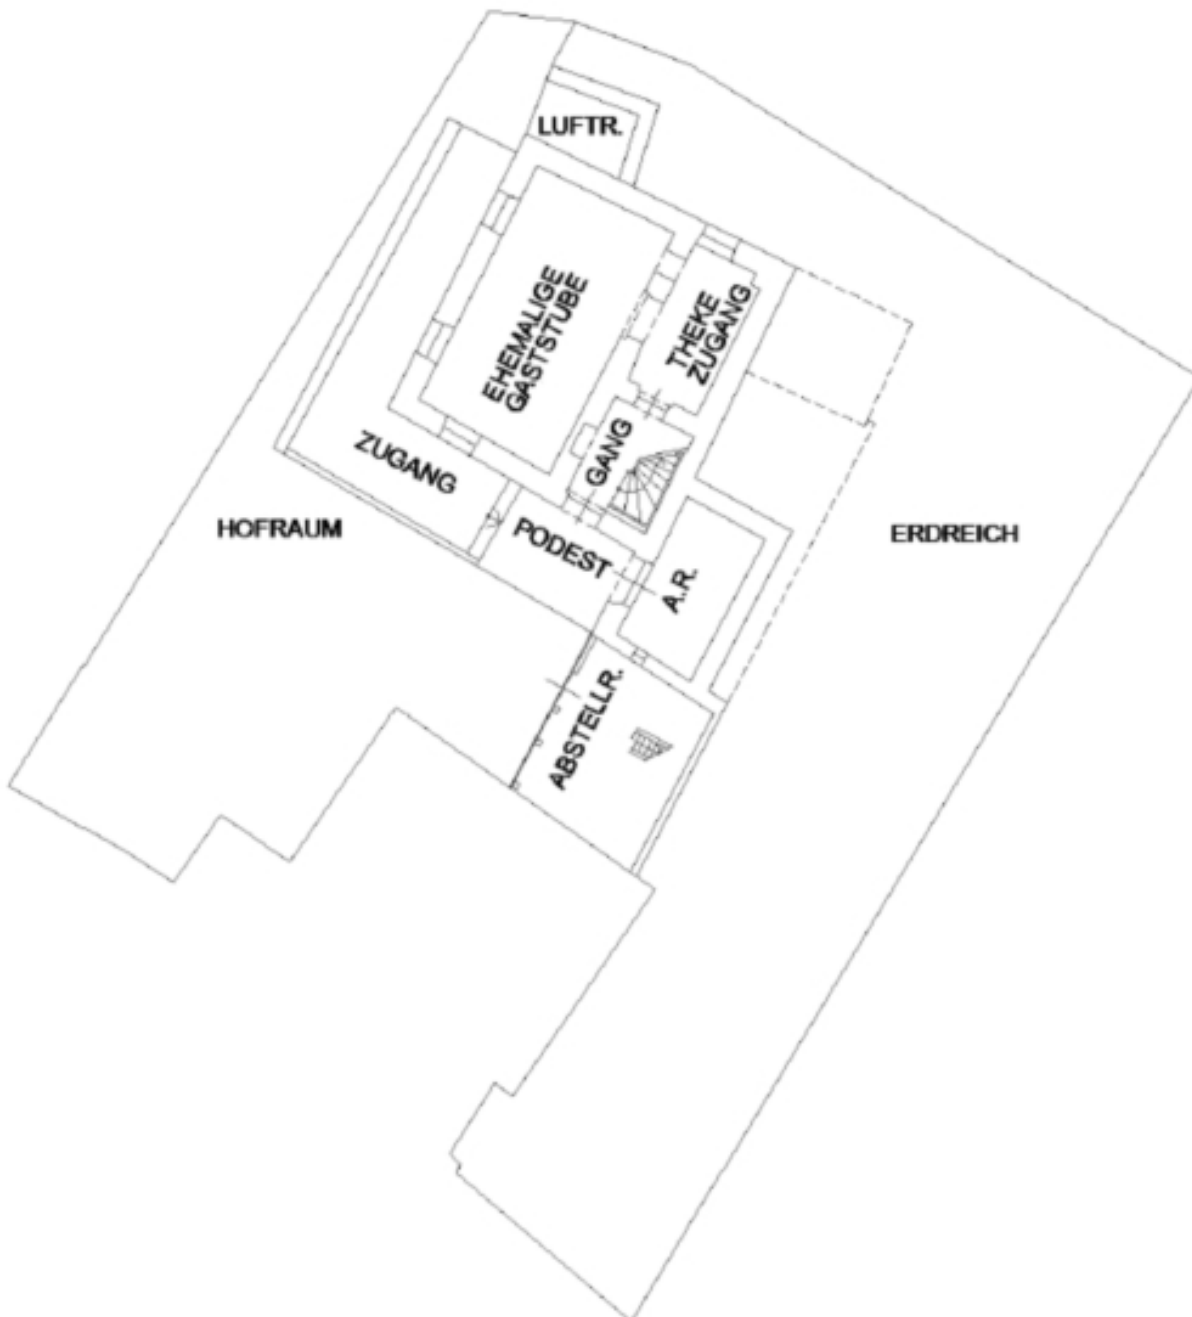 LUFTR.
EHEMALIGE
GASTSTUBE
THEKE
ZUGANG
GANG
ZUGANG
HOFRAUM
PODEST
A.R.
ERDREICH
ABSTELLR.